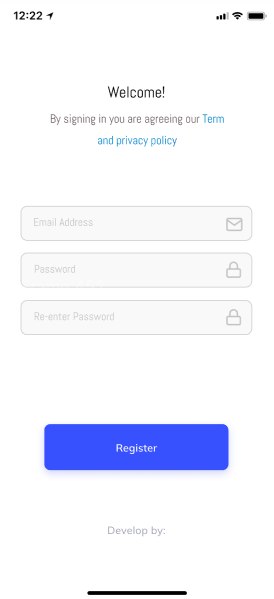 12:22
Welcome!
By signing in you are agreeing our Term
and privacy policy
Email Address
Password
Re-enter Password
Register
Develop by: